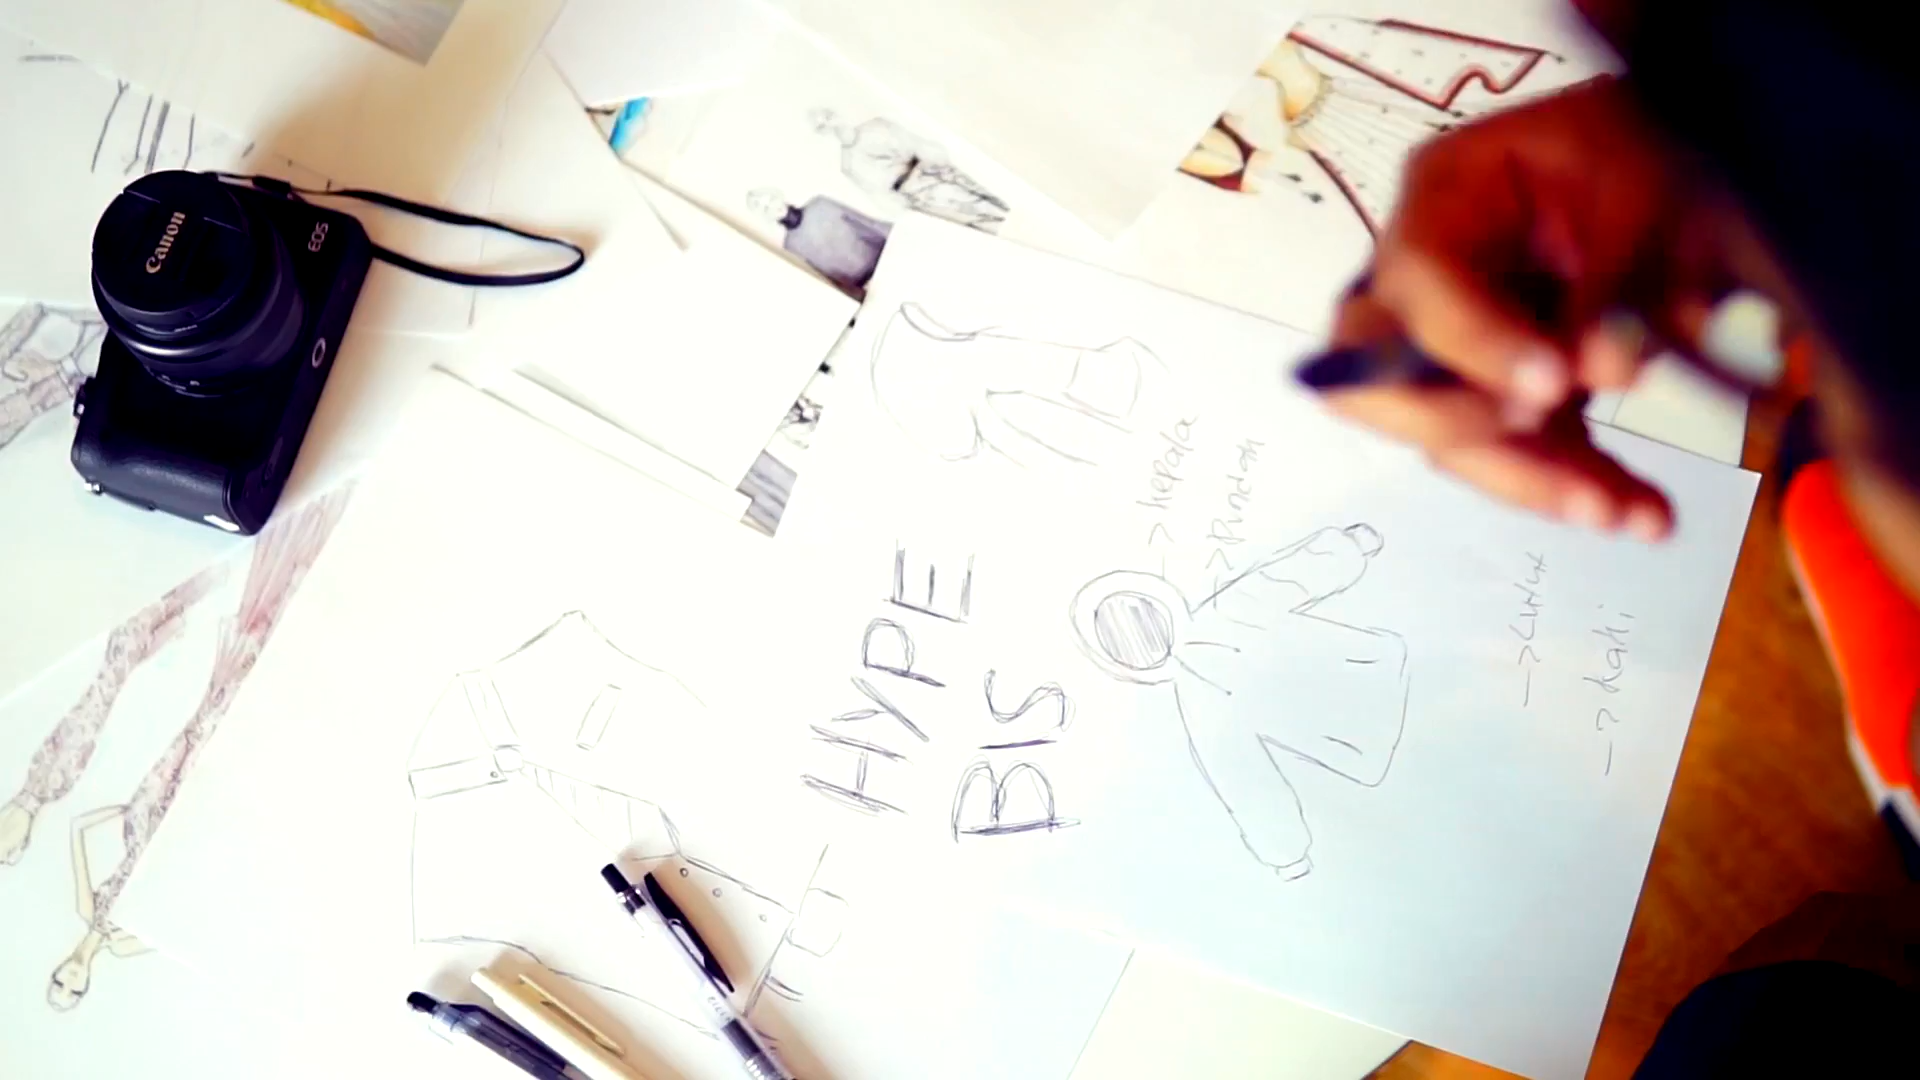 Canon
EOS
HYPE
BIS
-> kepala
-> Pundak
-> Lutut
-> kaki